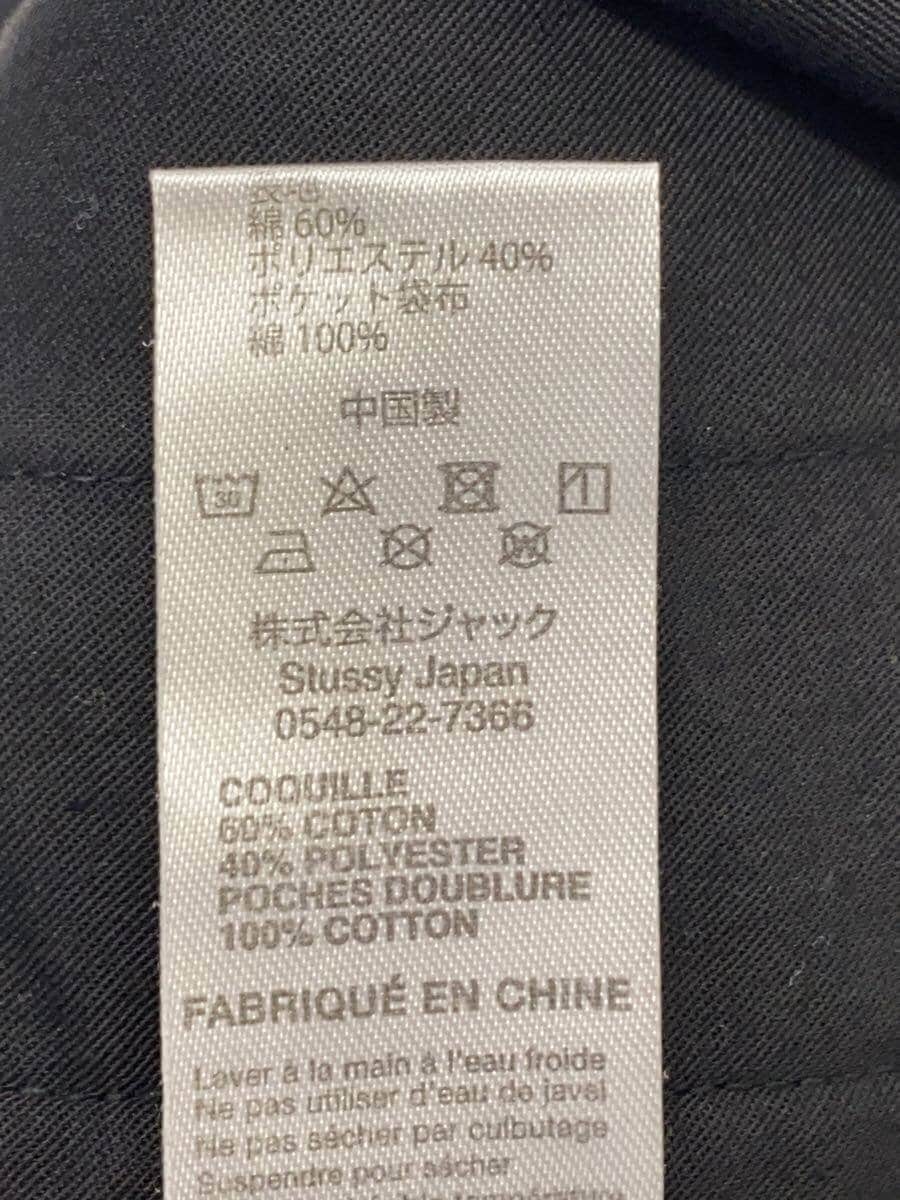 表地
綿 60%
ポリエステル 40%
ポケット袋布
綿 100%
中国製
30
株式会社ジャック
Stussy Japan
0548-22-7366
COQUILLE
60% COTON
40% POLYESTER
POCHES DOUBLURE
100% COTTON
FABRIQUÉ EN CHINE
Laver à la main à l'eau froide
Ne pas utiliser d'eau de javel
Ne pas sécher par culbutage
Suspendre pour sécher